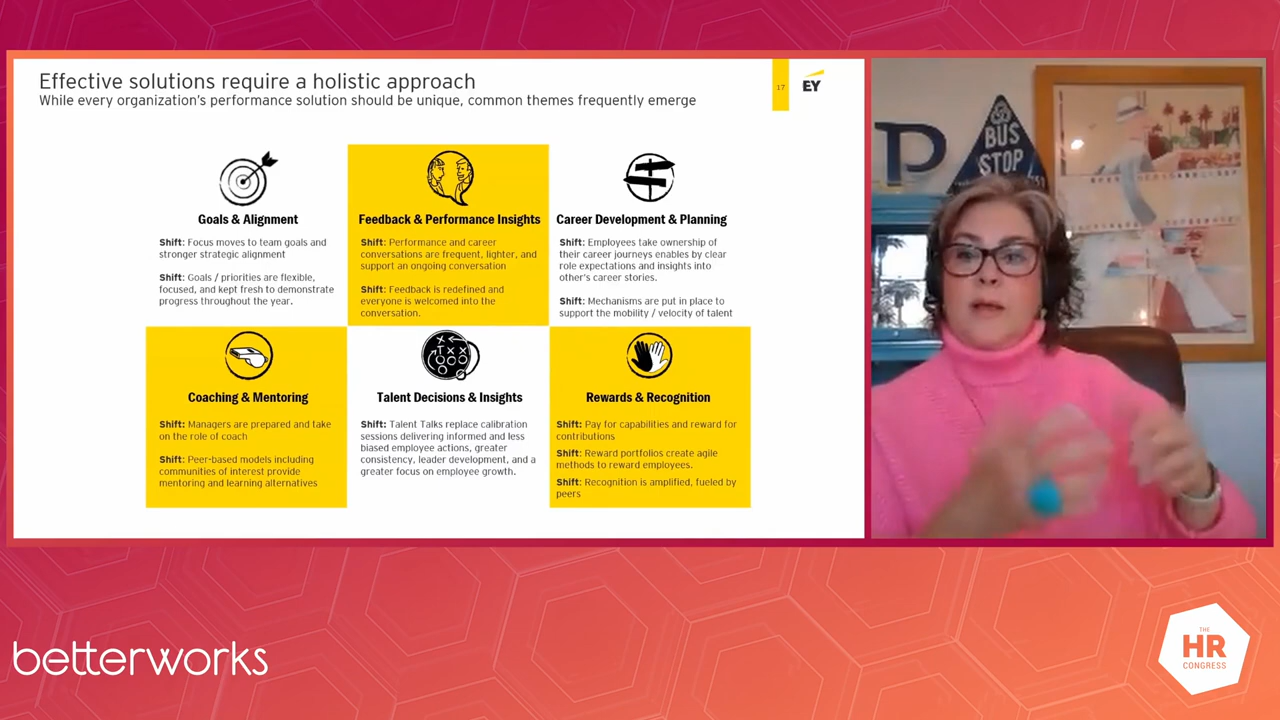 Effective solutions require a holistic approach
While every organization's performance solution should be unique, common themes frequently emerge
17
EY
Goals & Alignment
Shift: Focus moves to team goals and
stronger strategic alignment
Shift: Goals / priorities are flexible,
focused, and kept fresh to demonstrate
progress throughout the year.
Feedback & Performance Insights
Shift: Performance and career
conversations are frequent, lighter, and
support an ongoing conversation
Shift: Feedback is redefined and
everyone is welcomed into the
conversation.
Career Development & Planning
Shift: Employees take ownership of
their career journeys enables by clear
role expectations and insights into
other's career stories.
Shift: Mechanisms are put in place to
support the mobility / velocity of talent
Coaching & Mentoring
Shift: Managers are prepared and take
on the role of coach
Shift: Peer-based models including
communities of interest provide
mentoring and learning alternatives
Talent Decisions & Insights
Shift: Talent Talks replace calibration
sessions delivering informed and less
biased employee actions, greater
consistency, leader development, and a
greater focus on employee growth.
Rewards & Recognition
Shift: Pay for capabilities and reward for
contributions
Shift: Reward portfolios create agile
methods to reward employees.
Shift: Recognition is amplified, fueled by
peers
P
BUS
STOP
betterworks
THE
HR
CONGRESS